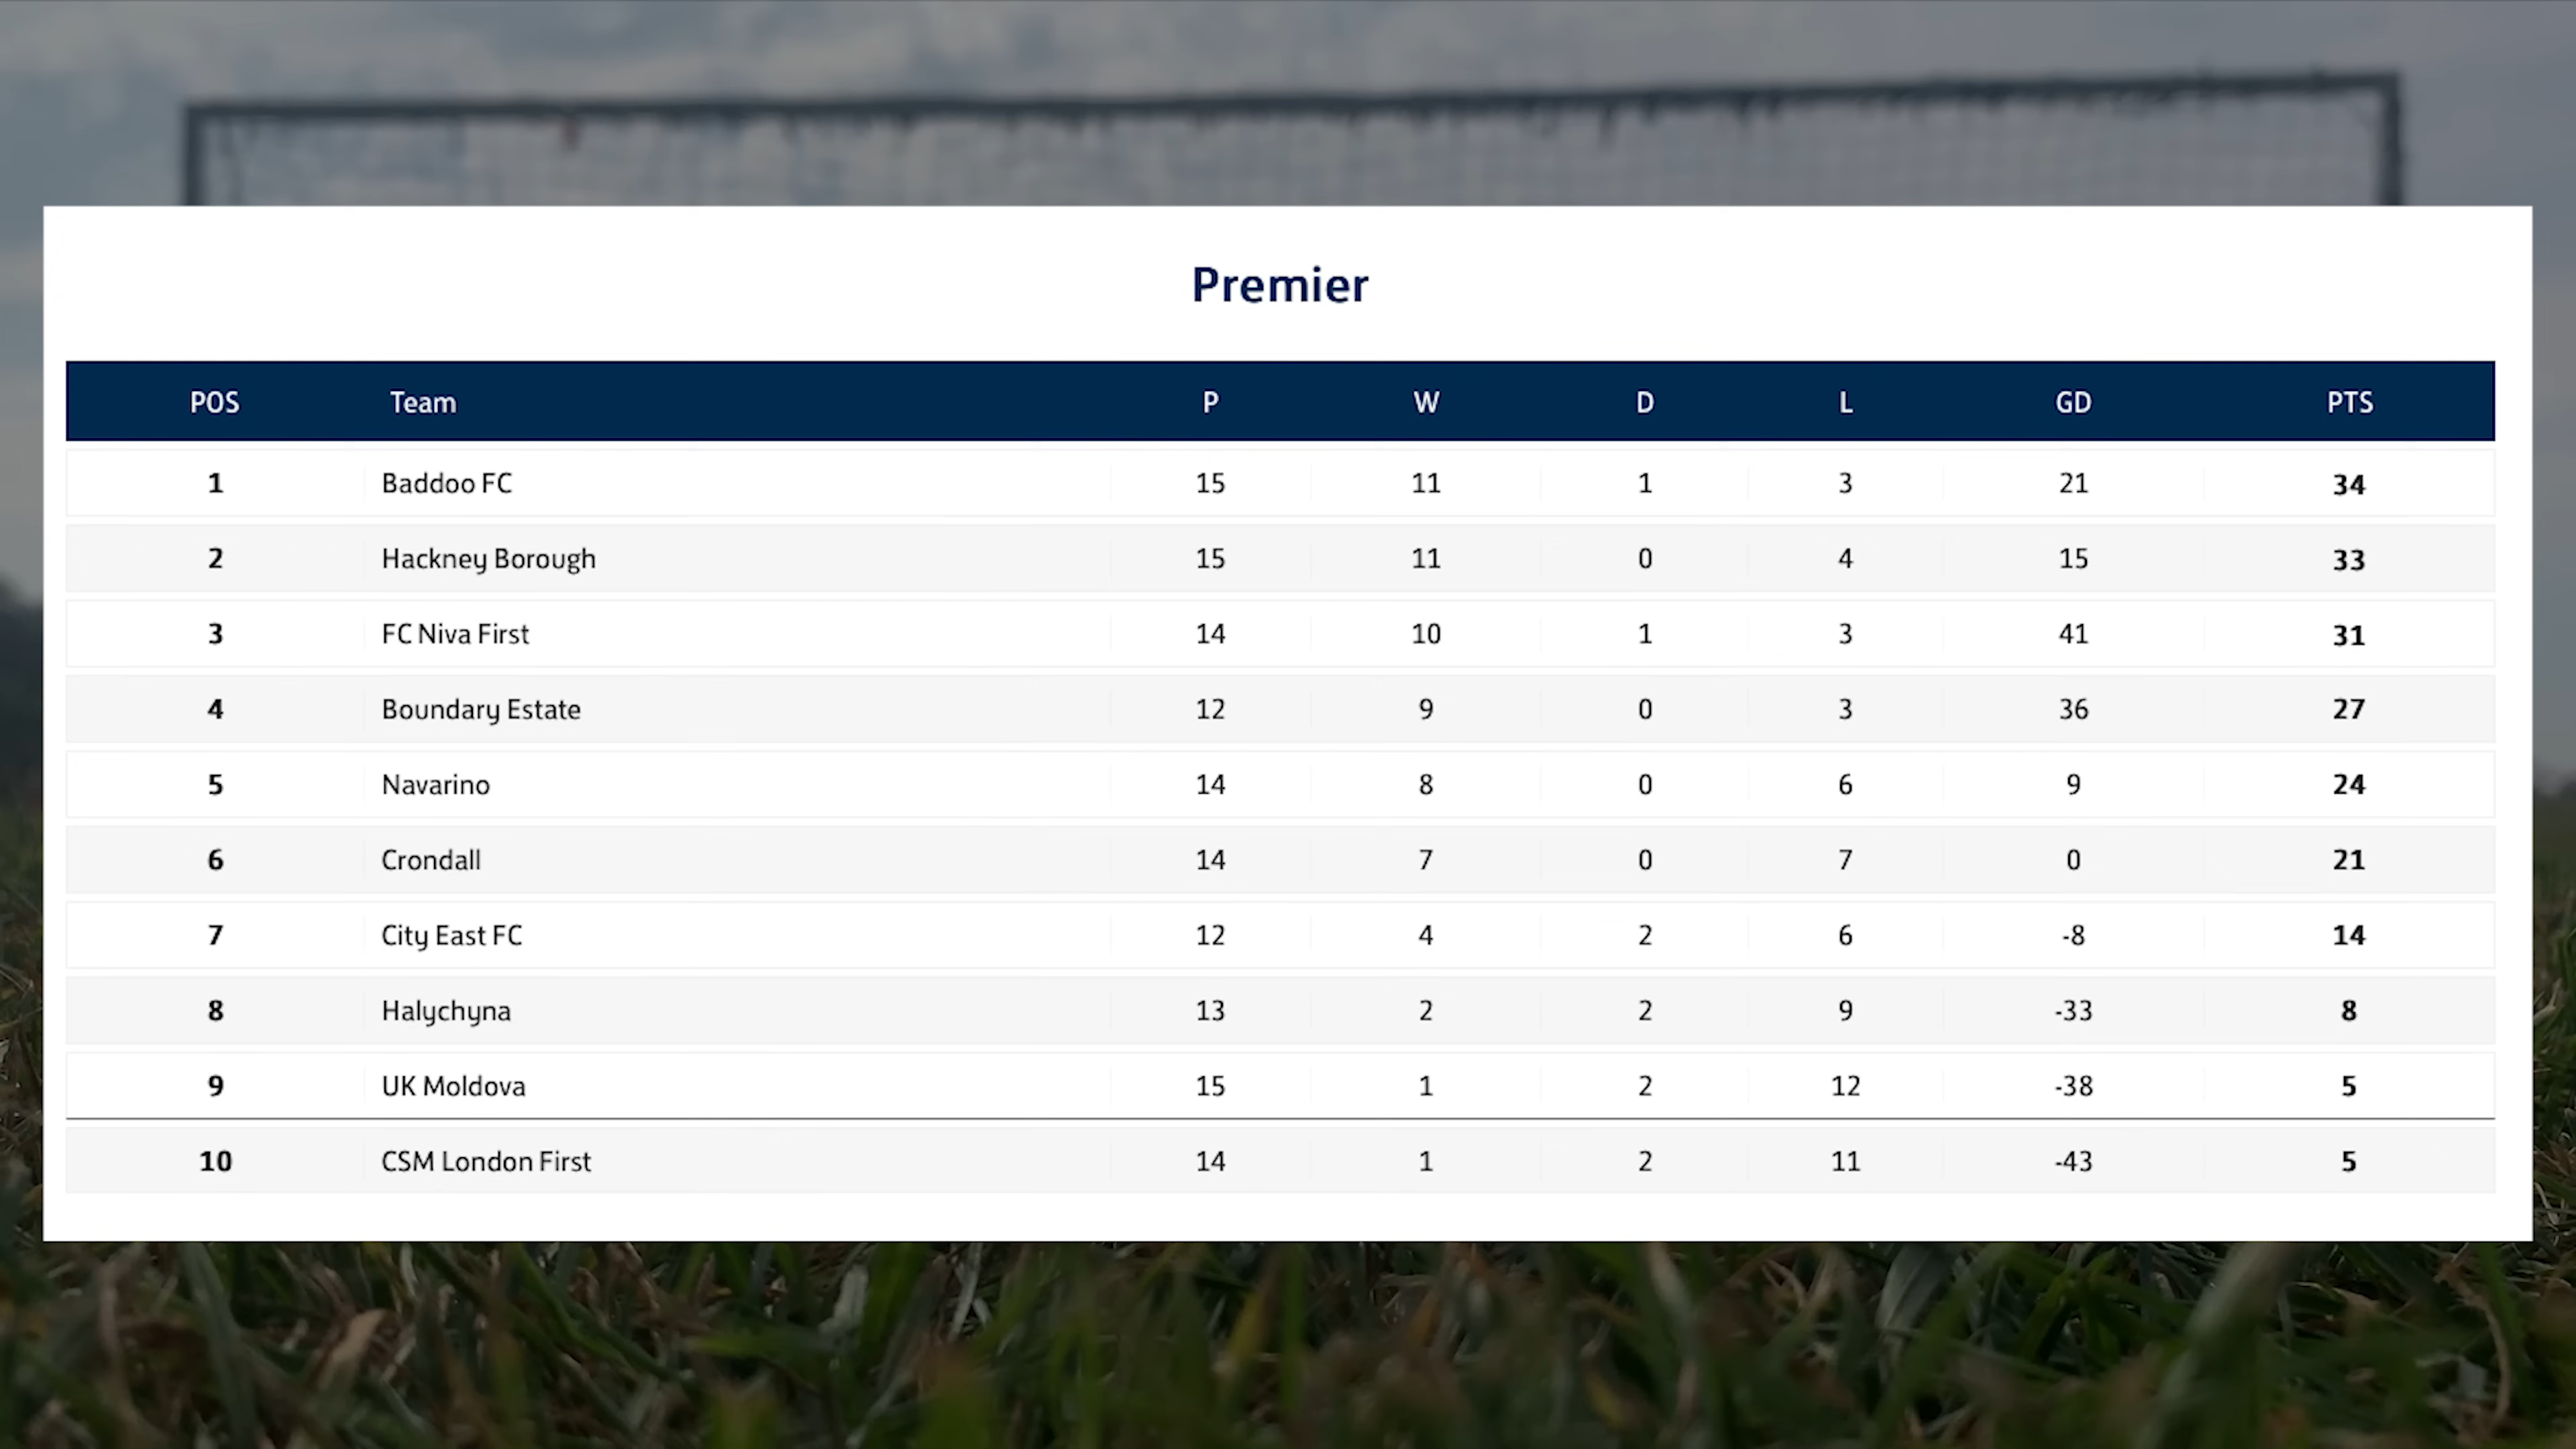 Premier
POS Team P W D L GD PTS
1 Baddoo FC 15 11 1 3 21 34
2 Hackney Borough 15 11 0 4 15 33
3 FC Niva First 14 10 1 3 41 31
4 Boundary Estate 12 9 0 3 36 27
5 Navarino 14 8 0 6 9 24
6 Crondall 14 7 0 7 0 21
7 City East FC 12 4 2 6 -8 14
8 Halychyna 13 2 2 9 -33 8
9 UK Moldova 15 1 2 12 -38 5
10 CSM London First 14 1 2 11 -43 5